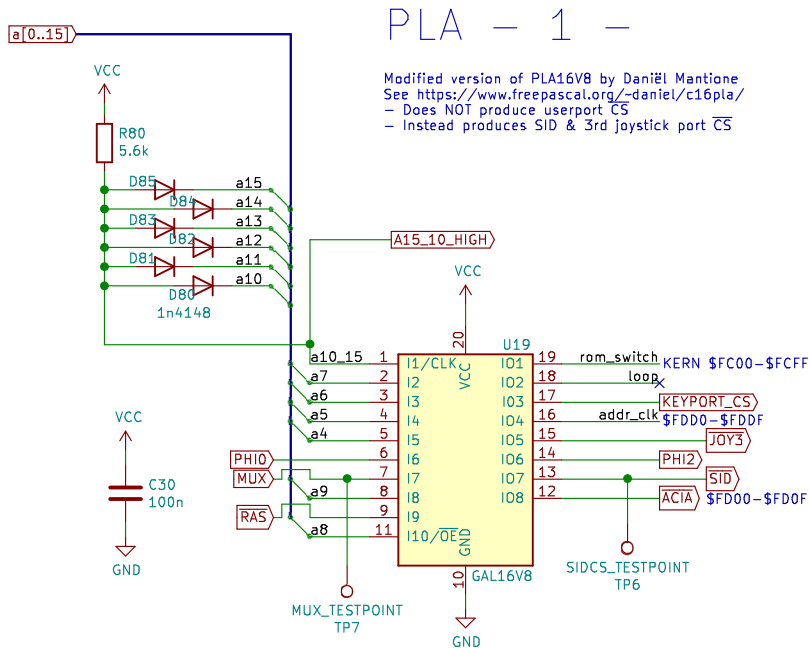 PLA - 1 -
a[0..15]
Modified version of PLA16V8 by Daniël Mantione
See https://www.freepascal.org/~daniel/c16pla/
- Does NOT produce userport CS
- Instead produces SID & 3rd joystick port CS
VCC
R80
5.6k
D85
a15
D84
a14
D83
a13
D82
a12
D81
a11
a10
D80
1n4148
A15_10_HIGH
VCC
20
U19
a10_15 1 I1/CLK VCC IO1 19 rom_switch KERN $FC00-$FCFF
a7 2 I2 IO2 18 loop
a6 3 I3 IO3 17 KEYPORT_CS
a5 4 I4 IO4 16 addr_clk $FDD0-$FDDF
a4 5 I5 IO5 15 JOY3
PHI0 6 I6 IO6 14 PHI2
MUX 7 I7 IO7 13 SID
a9 8 I8 IO8 12 ACIA $FD00-$FD0F
RAS 9 I9
a8 11 I10/OE GND
10 GAL16V8
GND
VCC
C30
100n
GND
MUX_TESTPOINT
TP7
SIDCS_TESTPOINT
TP6